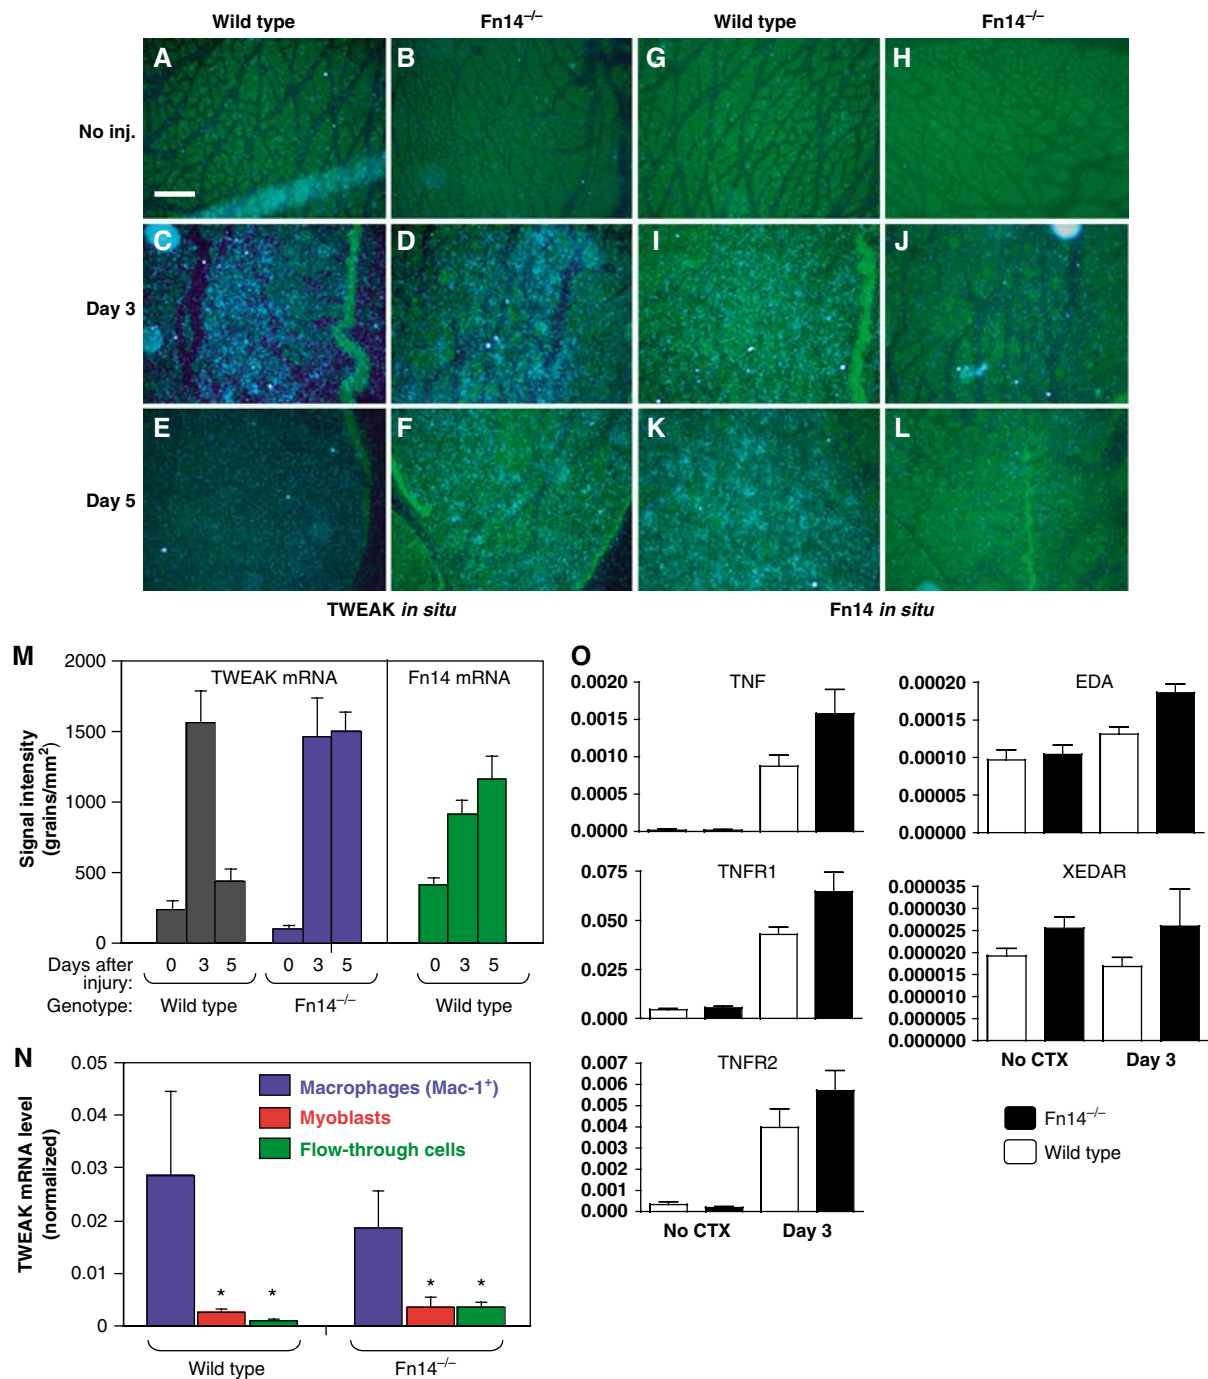 Wild type Fn14–/– Wild type Fn14–/–
A B G H
No inj.
C D I J
Day 3
E F K L
Day 5
TWEAK in situ Fn14 in situ
M
Signal intensity
(grains/mm2)
2000
1500
1000
500
0
TWEAK mRNA Fn14 mRNA
Days after
injury:
0 3 5 0 3 5 0 3 5
Genotype: Wild type Fn14–/– Wild type
N
TWEAK mRNA level
(normalized)
0.05
0.04
0.03
0.02
0.01
0
Macrophages (Mac-1+)
Myoblasts
Flow-through cells
* * * *
Wild type Fn14–/–
O
TNF
0.0020
0.0015
0.0010
0.0005
0.0000
TNFR1
0.075
0.050
0.025
0.000
TNFR2
0.007
0.006
0.005
0.004
0.003
0.002
0.001
0.000
No CTX Day 3
EDA
0.00020
0.00015
0.00010
0.00005
0.00000
XEDAR
0.000035
0.000030
0.000025
0.000020
0.000015
0.000010
0.000005
0.000000
No CTX Day 3
Fn14–/–
Wild type